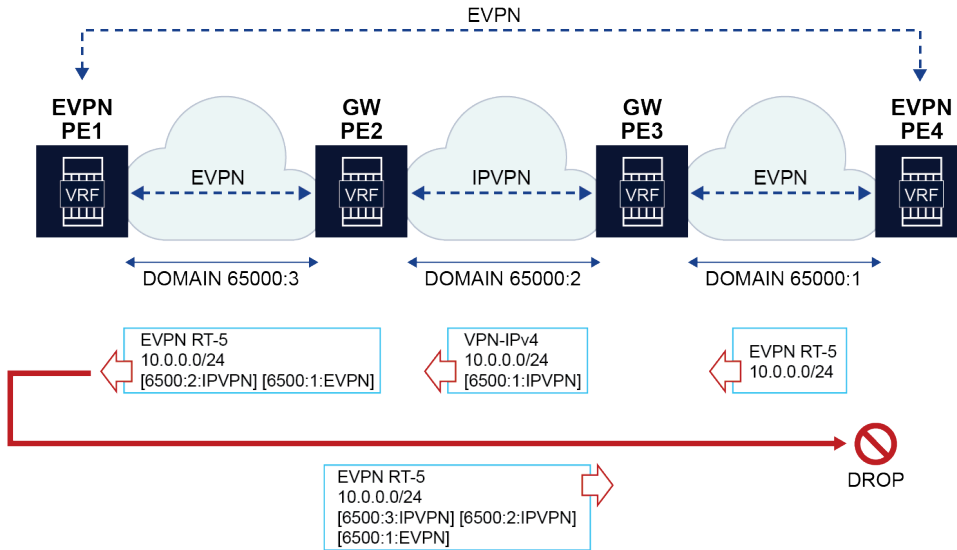 EVPN
EVPN
PE1
GW
PE2
GW
PE3
EVPN
PE4
VRF
EVPN
VRF
IPVPN
VRF
EVPN
VRF
DOMAIN 65000:3
DOMAIN 65000:2
DOMAIN 65000:1
EVPN RT-5
10.0.0.0/24
[6500:2:IPVPN] [6500:1:EVPN]
VPN-IPv4
10.0.0.0/24
[6500:1:IPVPN]
EVPN RT-5
10.0.0.0/24
DROP
EVPN RT-5
10.0.0.0/24
[6500:3:IPVPN] [6500:2:IPVPN]
[6500:1:EVPN]